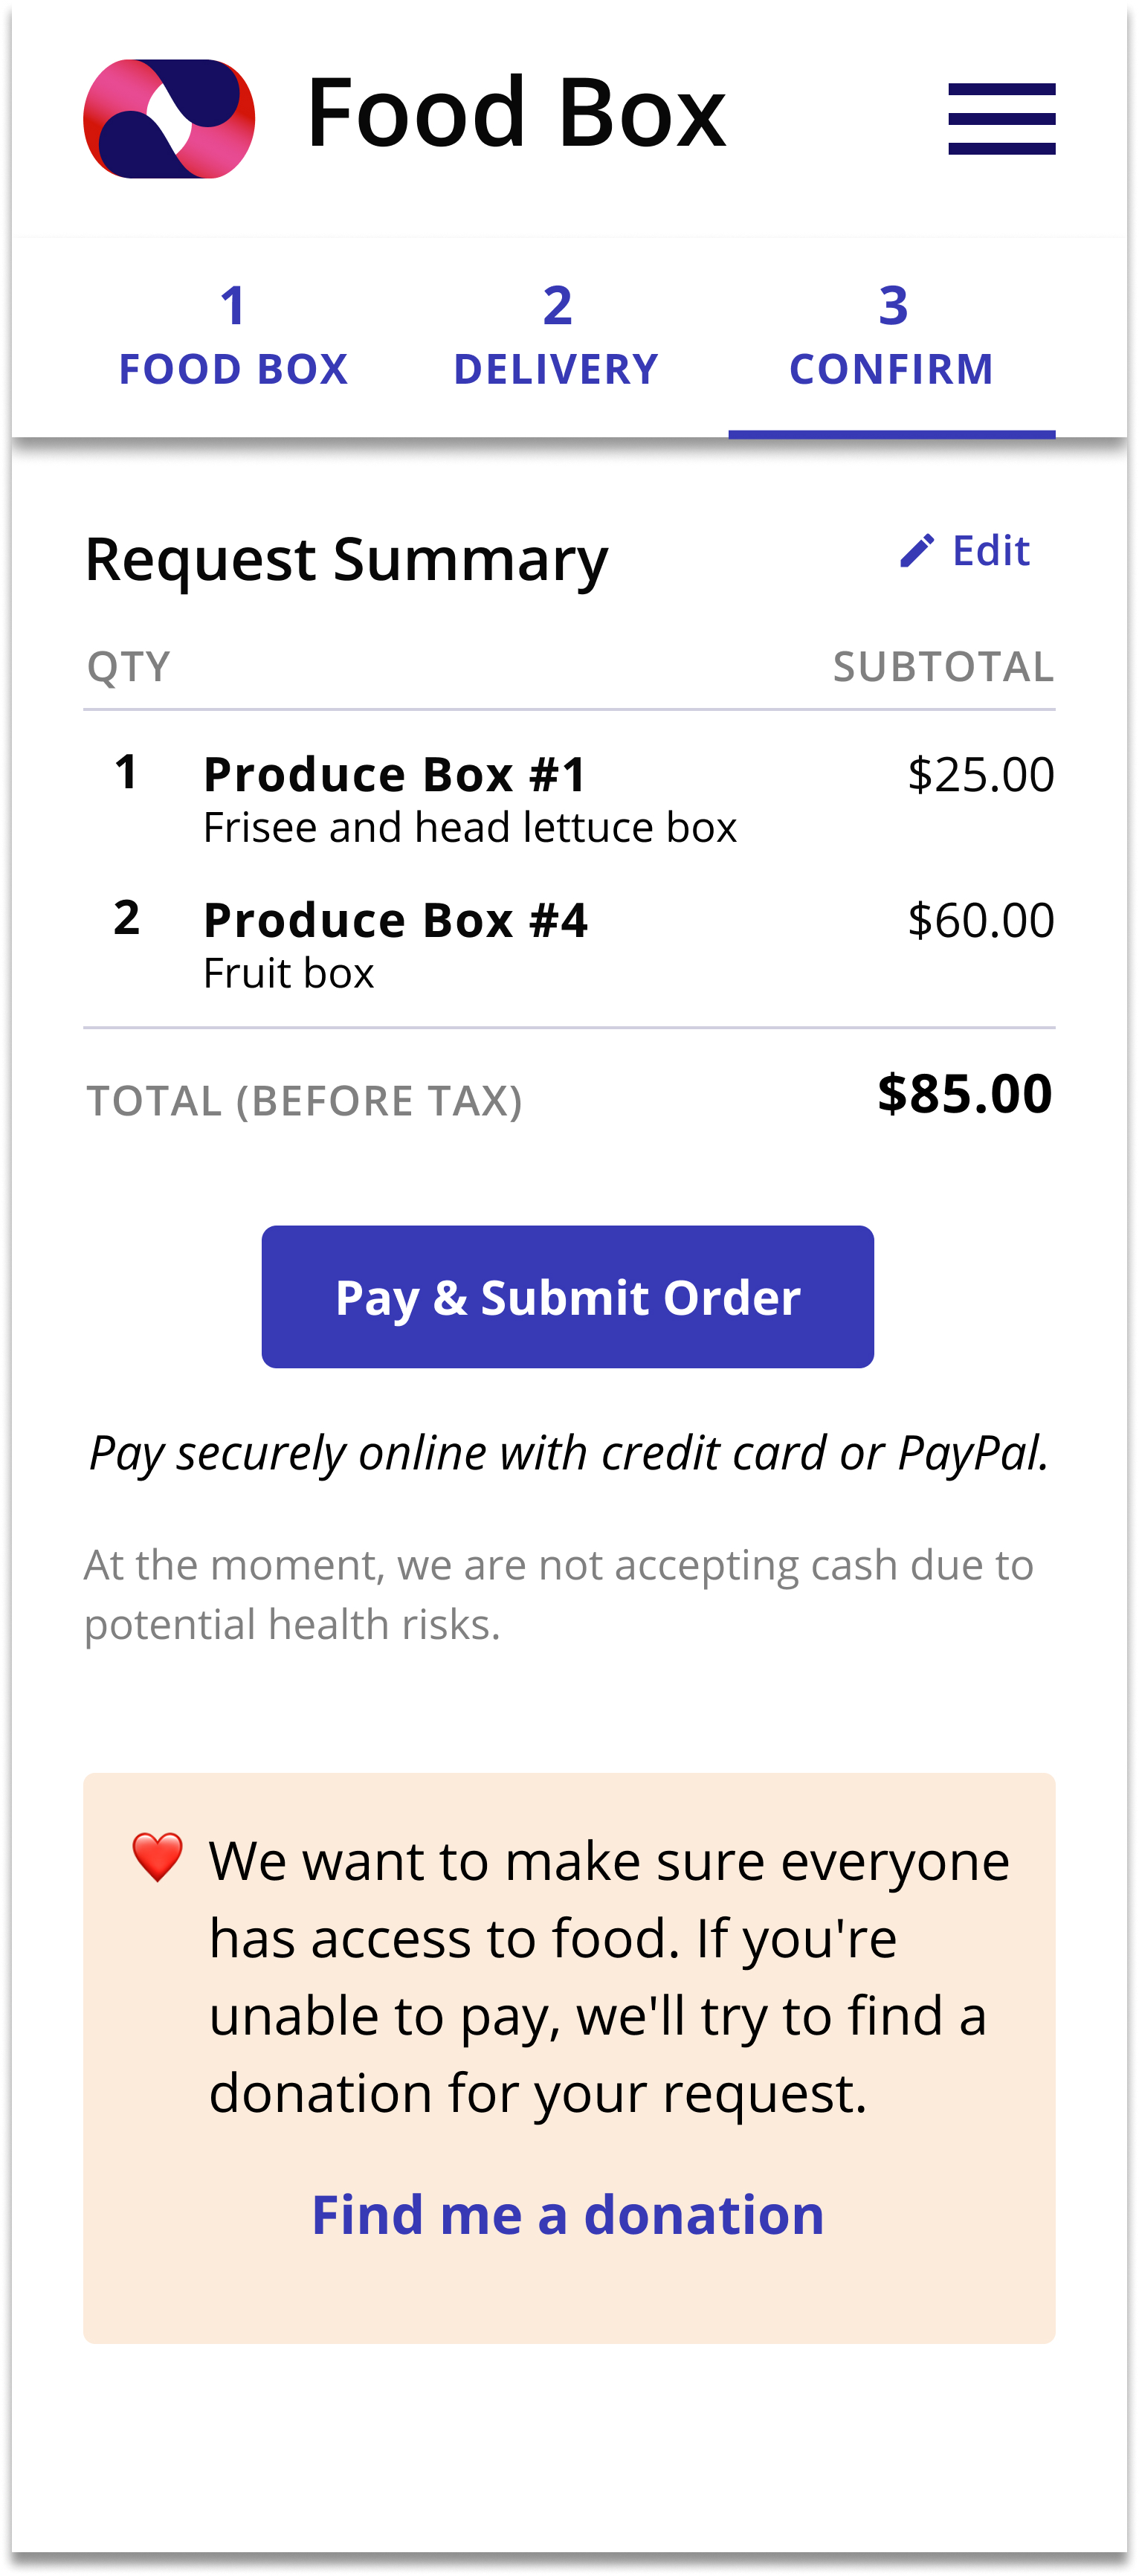 Food Box
1 2 3
FOOD BOX DELIVERY CONFIRM
Request Summary Edit
QTY SUBTOTAL
1 Produce Box #1 $25.00
Frisee and head lettuce box
2 Produce Box #4 $60.00
Fruit box
TOTAL (BEFORE TAX) $85.00
Pay & Submit Order
Pay securely online with credit card or PayPal.
At the moment, we are not accepting cash due to
potential health risks.
We want to make sure everyone
has access to food. If you're
unable to pay, we'll try to find a
donation for your request.
Find me a donation